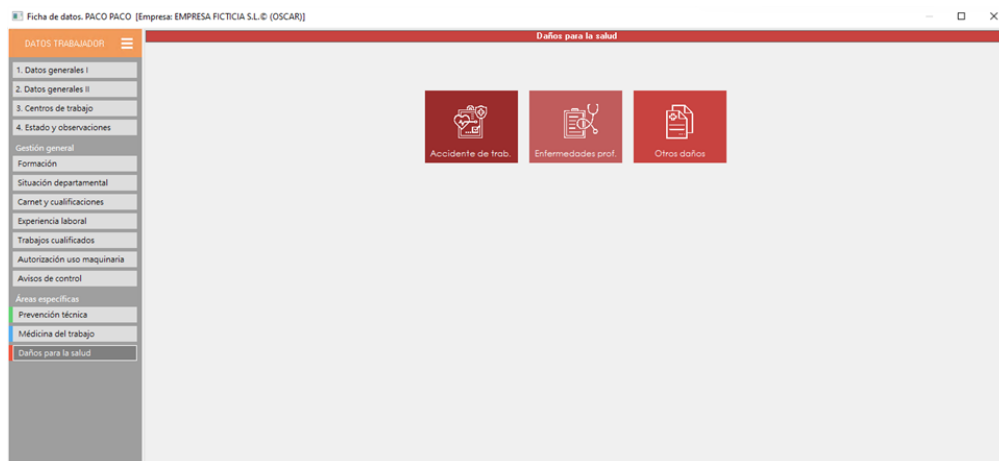 Ficha de datos. PACO PACO [Empresa: EMPRESA FICTICIA S.L.© (OSCAR)]
DATOS TRABAJADOR
Daños para la salud
1. Datos generales I
2. Datos generales II
3. Centros de trabajo
4. Estado y observaciones
Gestión general
Formación
Situación departamental
Carnet y cualificaciones
Experiencia laboral
Trabajos cualificados
Autorización uso maquinaria
Avisos de control
Áreas específicas
Prevención técnica
Médicina del trabajo
Daños para la salud
Accidente de trab.
Enfermedades prof.
Otros daños